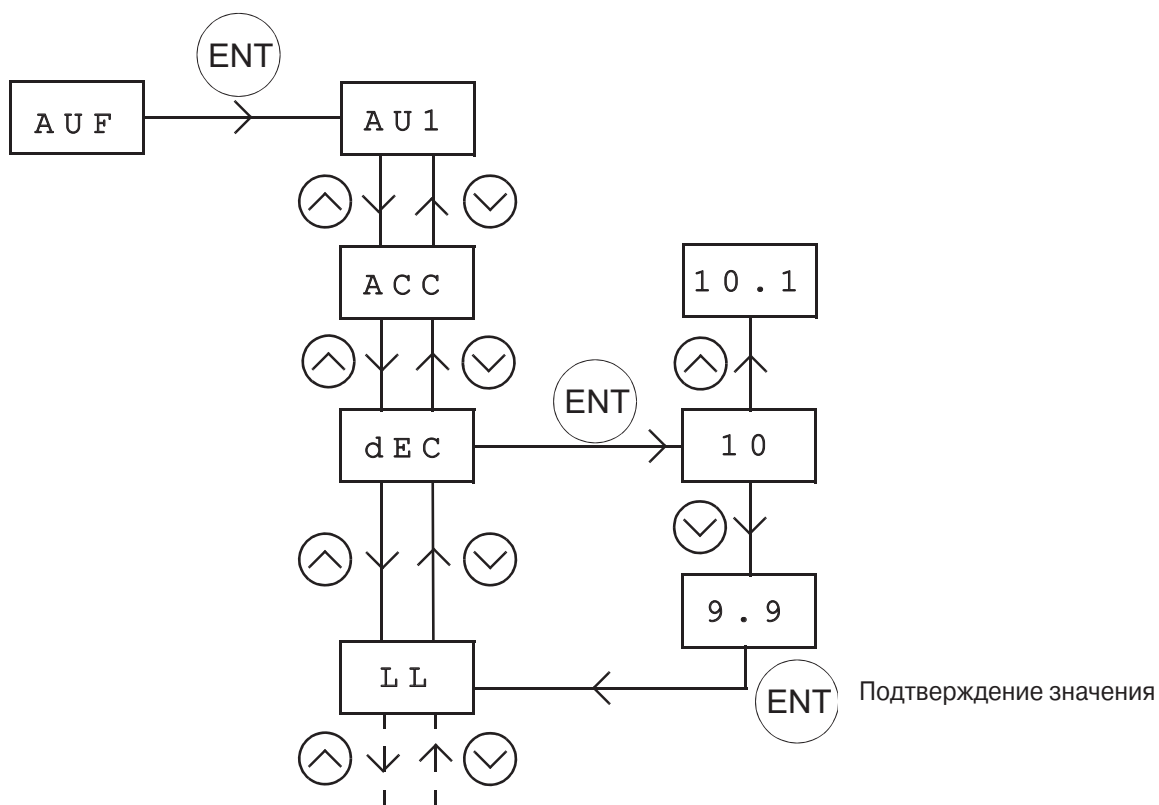 ENT
AUF
AU1
ACC
10.1
ENT
dEC
10
9.9
LL
ENT
Подтверждение значения